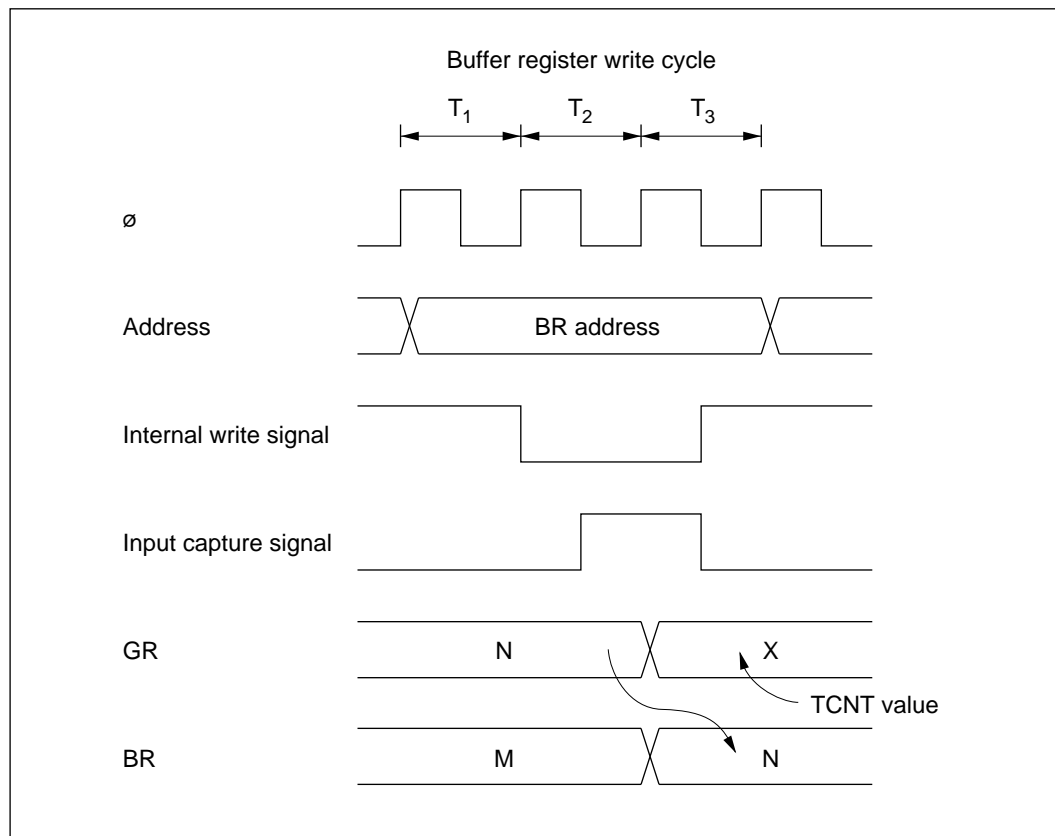 Buffer register write cycle
T1 T2 T3
ø
Address BR address
Internal write signal
Input capture signal
GR N X
TCNT value
BR M N